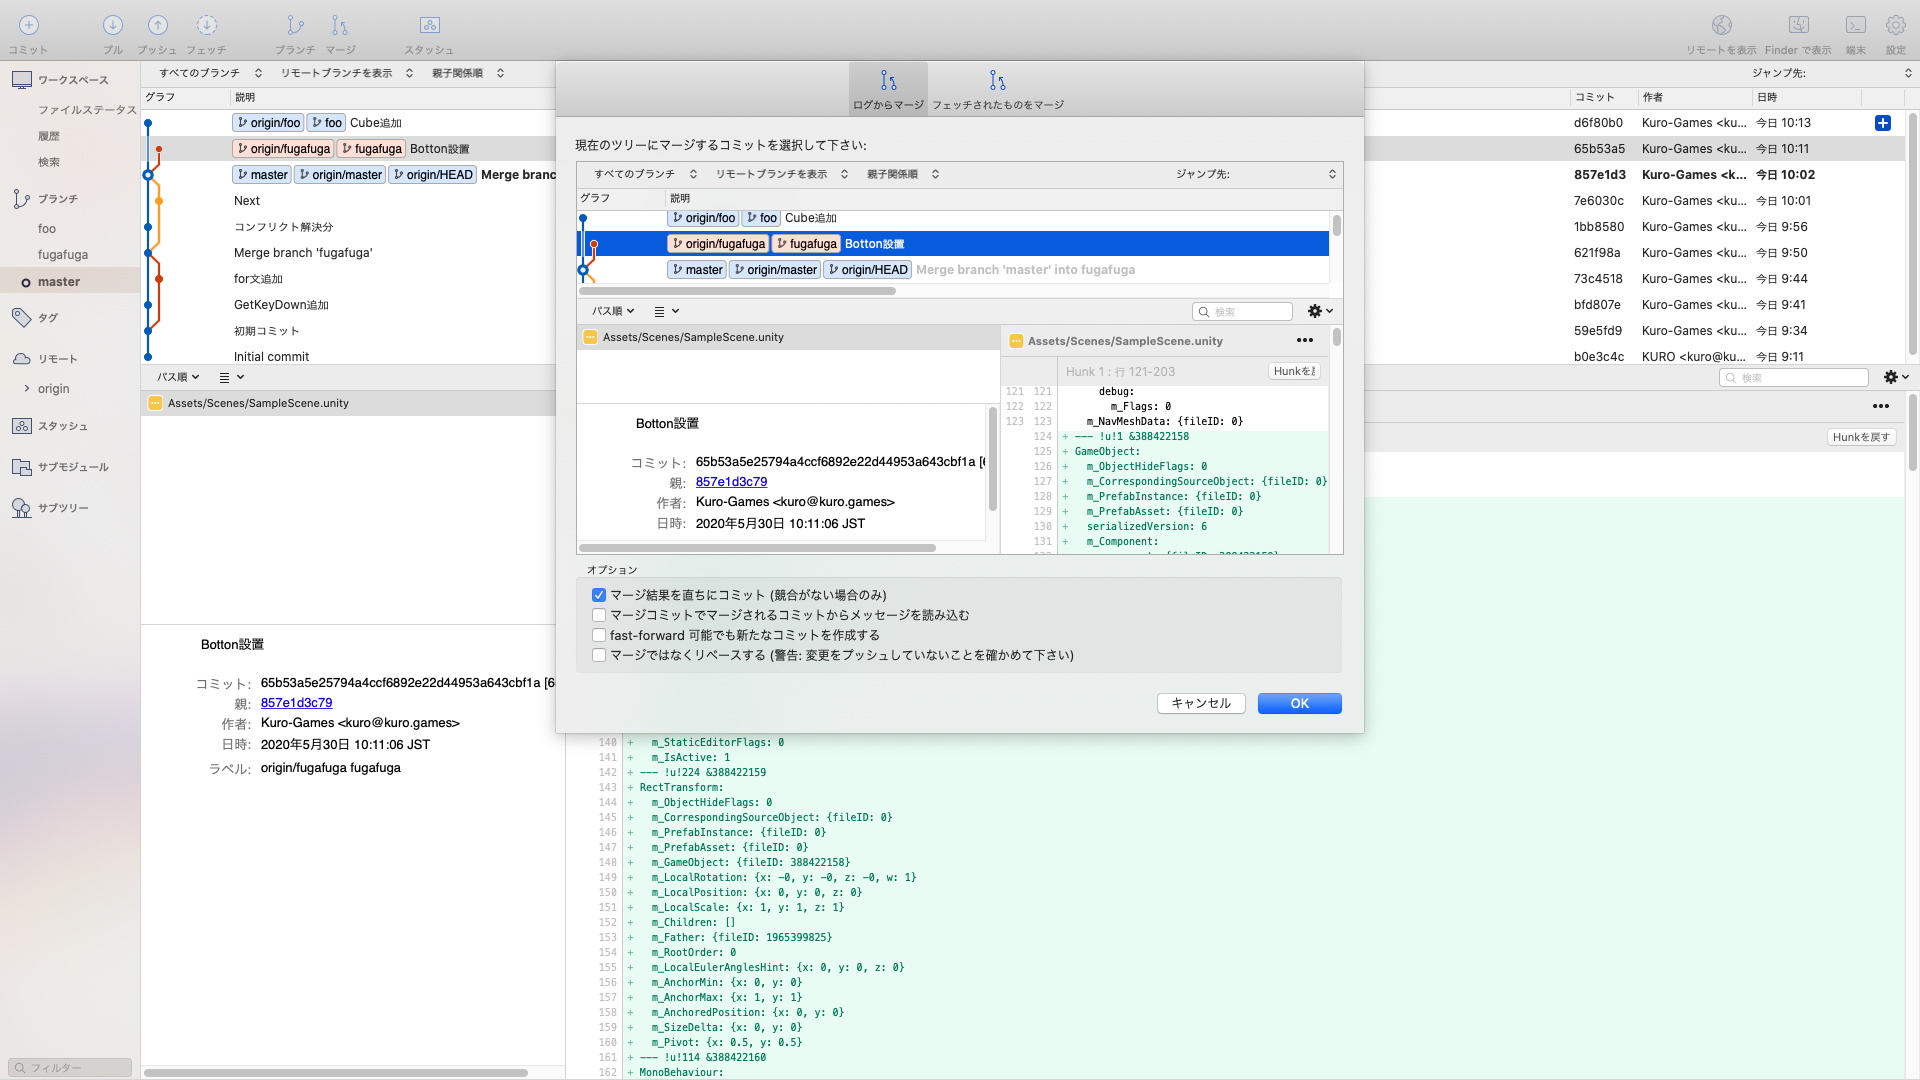 コミット
プル
プッシュ
フェッチ
ブランチ
マージ
スタッシュ
リモートを表示
Finder で表示
端末
設定
ワークスペース
ファイルステータス
履歴
検索
ブランチ
foo
fugafuga
master
タグ
リモート
origin
スタッシュ
サブモジュール
サブツリー
フィルター
すべてのブランチ
リモートブランチを表示
親子関係順
ジャンプ先:
グラフ
説明
コミット
作者
日時
origin/foo foo Cube追加
d6f80b0 Kuro-Games <ku... 今日 10:13
origin/fugafuga fugafuga Botton設置
65b53a5 Kuro-Games <ku... 今日 10:11
master origin/master origin/HEAD Merge branc
857e1d3 Kuro-Games <k... 今日 10:02
Next
7e6030c Kuro-Games <ku... 今日 10:01
コンフリクト解決分
1bb8580 Kuro-Games <ku... 今日 9:56
Merge branch 'fugafuga'
621f98a Kuro-Games <ku... 今日 9:50
for文追加
73c4518 Kuro-Games <ku... 今日 9:44
GetKeyDown追加
bfd807e Kuro-Games <ku... 今日 9:41
初期コミット
59e5fd9 Kuro-Games <ku... 今日 9:34
Initial commit
b0e3c4c KURO <kuro@ku... 今日 9:11
パス順
検索
Assets/Scenes/SampleScene.unity
Hunkを戻す
Botton設置
コミット: 65b53a5e25794a4ccf6892e22d44953a643cbf1a [6
親: 857e1d3c79
作者: Kuro-Games <kuro@kuro.games>
日時: 2020年5月30日 10:11:06 JST
ラベル: origin/fugafuga fugafuga
ログからマージ
フェッチされたものをマージ
現在のツリーにマージするコミットを選択して下さい:
すべてのブランチ
リモートブランチを表示
親子関係順
ジャンプ先:
グラフ
説明
origin/foo foo Cube追加
origin/fugafuga fugafuga Botton設置
master origin/master origin/HEAD Merge branch 'master' into fugafuga
パス順
検索
Assets/Scenes/SampleScene.unity
Assets/Scenes/SampleScene.unity
Hunk 1 : 行 121-203
Hunkを
121 121 debug:
122 122 m_Flags: 0
123 123 m_NavMeshData: {fileID: 0}
124 + --- !u!1 &388422158
125 + GameObject:
126 + m_ObjectHideFlags: 0
127 + m_CorrespondingSourceObject: {fileID: 0}
128 + m_PrefabInstance: {fileID: 0}
129 + m_PrefabAsset: {fileID: 0}
130 + serializedVersion: 6
131 + m_Component:
Botton設置
コミット: 65b53a5e25794a4ccf6892e22d44953a643cbf1a [6
親: 857e1d3c79
作者: Kuro-Games <kuro@kuro.games>
日時: 2020年5月30日 10:11:06 JST
オプション
マージ結果を直ちにコミット (競合がない場合のみ)
マージコミットでマージされるコミットからメッセージを読み込む
fast-forward 可能でも新たなコミットを作成する
マージではなくリベースする (警告: 変更をプッシュしていないことを確かめて下さい)
キャンセル
OK
140 + m_StaticEditorFlags: 0
141 + m_IsActive: 1
142 + --- !u!224 &388422159
143 + RectTransform:
144 + m_ObjectHideFlags: 0
145 + m_CorrespondingSourceObject: {fileID: 0}
146 + m_PrefabInstance: {fileID: 0}
147 + m_PrefabAsset: {fileID: 0}
148 + m_GameObject: {fileID: 388422158}
149 + m_LocalRotation: {x: -0, y: -0, z: -0, w: 1}
150 + m_LocalPosition: {x: 0, y: 0, z: 0}
151 + m_LocalScale: {x: 1, y: 1, z: 1}
152 + m_Children: []
153 + m_Father: {fileID: 1965399825}
154 + m_RootOrder: 0
155 + m_LocalEulerAnglesHint: {x: 0, y: 0, z: 0}
156 + m_AnchorMin: {x: 0, y: 0}
157 + m_AnchorMax: {x: 1, y: 1}
158 + m_AnchoredPosition: {x: 0, y: 0}
159 + m_SizeDelta: {x: 0, y: 0}
160 + m_Pivot: {x: 0.5, y: 0.5}
161 + --- !u!114 &388422160
162 + MonoBehaviour: